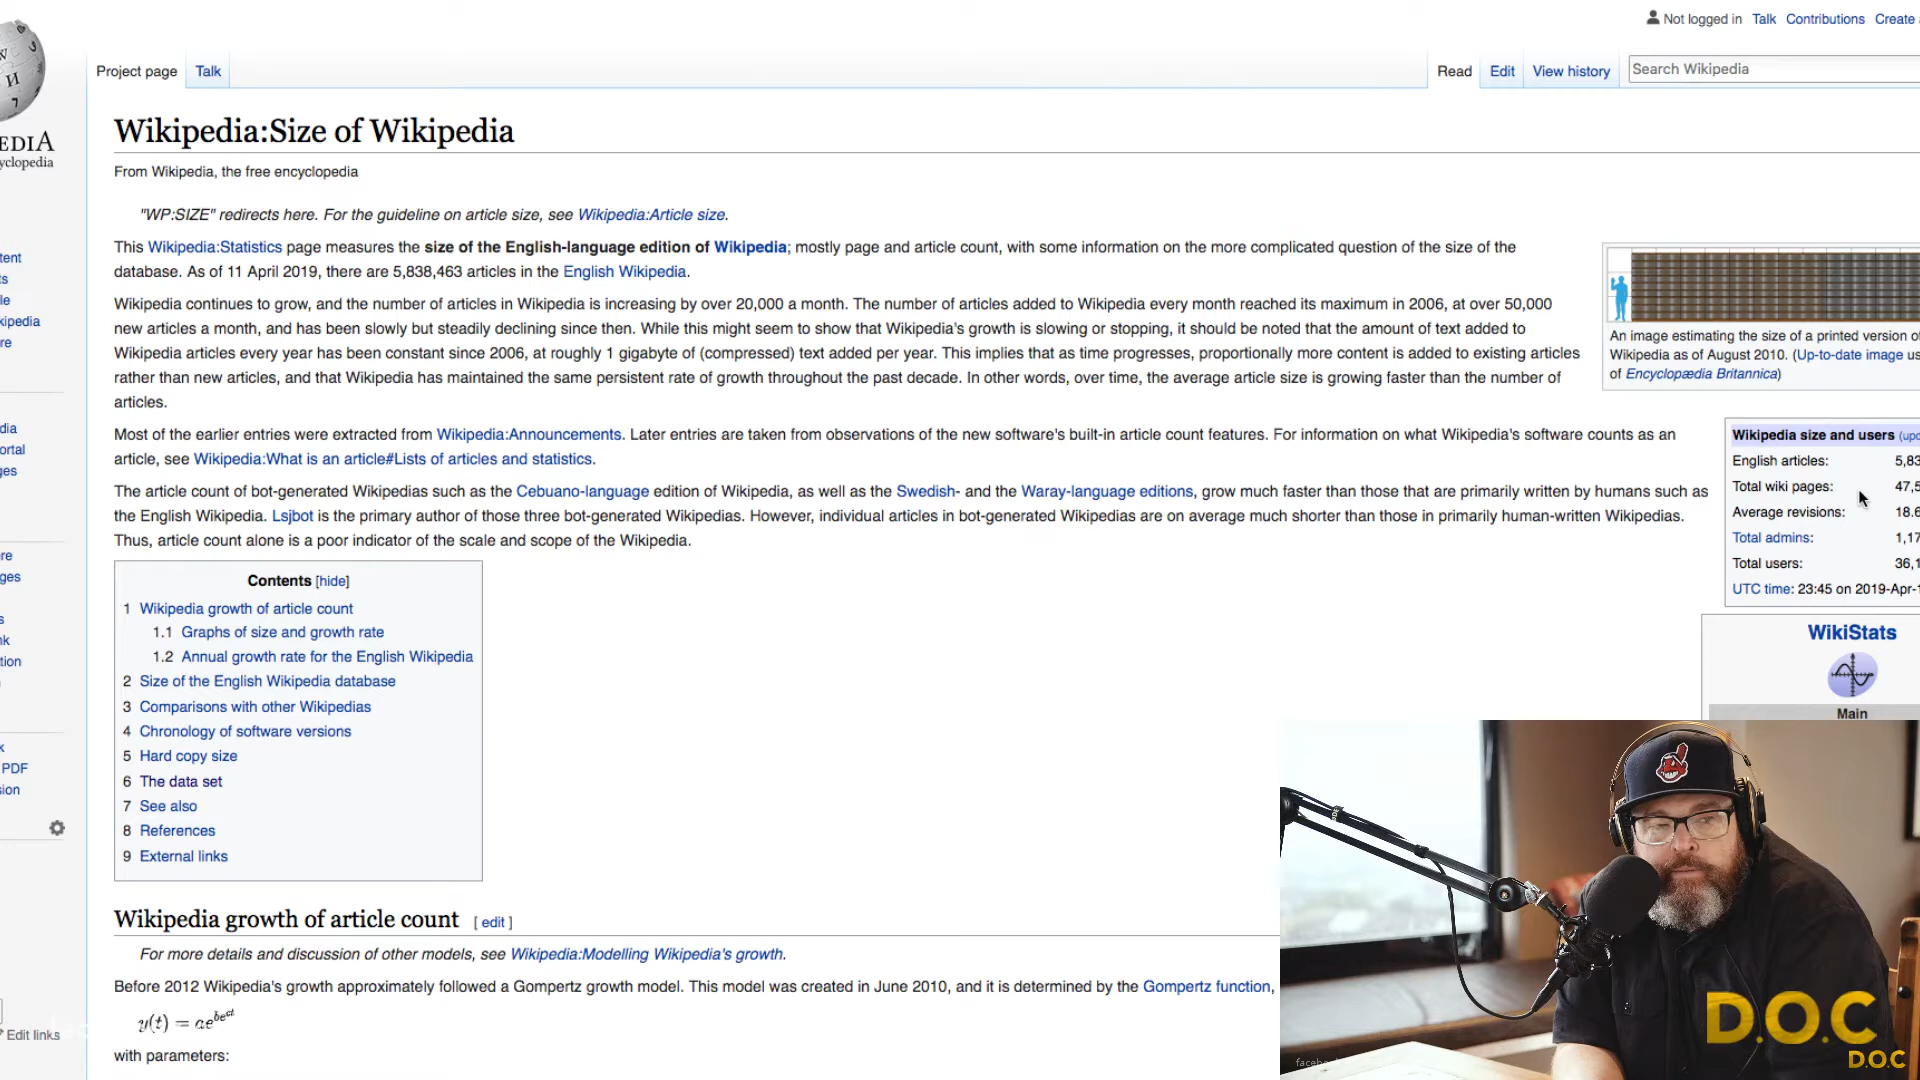 Not logged in Talk Contributions Create
Project page Talk Read Edit View history Search Wikipedia
EDIA
yclopedia
Wikipedia:Size of Wikipedia
From Wikipedia, the free encyclopedia
"WP:SIZE" redirects here. For the guideline on article size, see Wikipedia:Article size.
This Wikipedia:Statistics page measures the size of the English-language edition of Wikipedia; mostly page and article count, with some information on the more complicated question of the size of the
database. As of 11 April 2019, there are 5,838,463 articles in the English Wikipedia.
Wikipedia continues to grow, and the number of articles in Wikipedia is increasing by over 20,000 a month. The number of articles added to Wikipedia every month reached its maximum in 2006, at over 50,000
new articles a month, and has been slowly but steadily declining since then. While this might seem to show that Wikipedia's growth is slowing or stopping, it should be noted that the amount of text added to
Wikipedia articles every year has been constant since 2006, at roughly 1 gigabyte of (compressed) text added per year. This implies that as time progresses, proportionally more content is added to existing articles
rather than new articles, and that Wikipedia has maintained the same persistent rate of growth throughout the past decade. In other words, over time, the average article size is growing faster than the number of
articles.
Most of the earlier entries were extracted from Wikipedia:Announcements. Later entries are taken from observations of the new software's built-in article count features. For information on what Wikipedia's software counts as an
article, see Wikipedia:What is an article#Lists of articles and statistics.
The article count of bot-generated Wikipedias such as the Cebuano-language edition of Wikipedia, as well as the Swedish- and the Waray-language editions, grow much faster than those that are primarily written by humans such as
the English Wikipedia. Lsjbot is the primary author of those three bot-generated Wikipedias. However, individual articles in bot-generated Wikipedias are on average much shorter than those in primarily human-written Wikipedias.
Thus, article count alone is a poor indicator of the scale and scope of the Wikipedia.
An image estimating the size of a printed version of
Wikipedia as of August 2010. (Up-to-date image us
of Encyclopædia Britannica)
Wikipedia size and users (upd
English articles: 5,83
Total wiki pages: 47,5
Average revisions: 18.6
Total admins: 1,17
Total users: 36,1
UTC time: 23:45 on 2019-Apr-1
WikiStats
Main
Contents [hide]
1 Wikipedia growth of article count
1.1 Graphs of size and growth rate
1.2 Annual growth rate for the English Wikipedia
2 Size of the English Wikipedia database
3 Comparisons with other Wikipedias
4 Chronology of software versions
5 Hard copy size
6 The data set
7 See also
8 References
9 External links
Wikipedia growth of article count [ edit ]
For more details and discussion of other models, see Wikipedia:Modelling Wikipedia's growth.
Before 2012 Wikipedia's growth approximately followed a Gompertz growth model. This model was created in June 2010, and it is determined by the Gompertz function,
y(t) = ae^be^ct
with parameters:
tent
ts
le
kipedia
re
dia
ortal
ges
re
ges
s
nk
tion
k
PDF
sion
Edit links
D.O.C
D.O.C